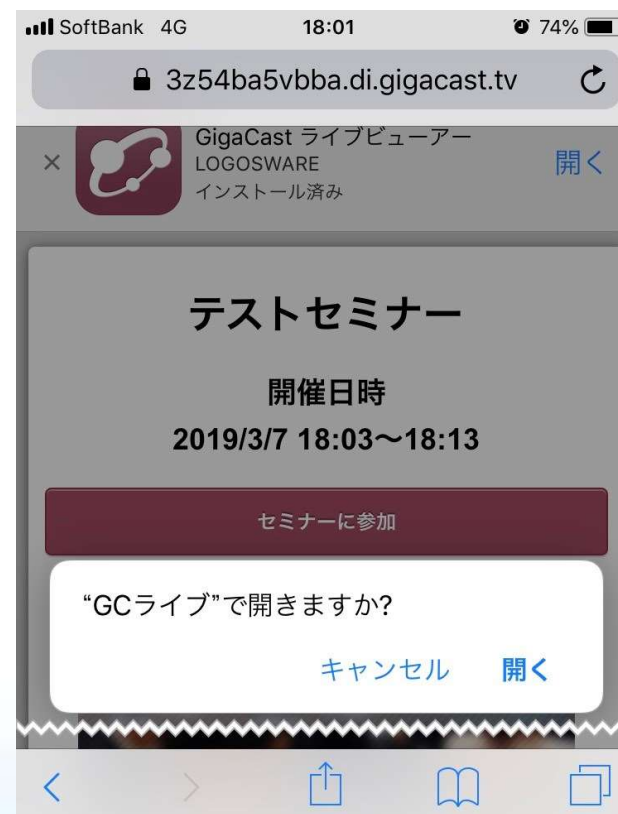 SoftBank 4G 18:01 74%
3z54ba5vbba.di.gigacast.tv
GigaCast ライブビューアー
LOGOSWARE
インストール済み
開く
テストセミナー
開催日時
2019/3/7 18:03〜18:13
セミナーに参加
“GCライブ”で開きますか?
キャンセル 開く